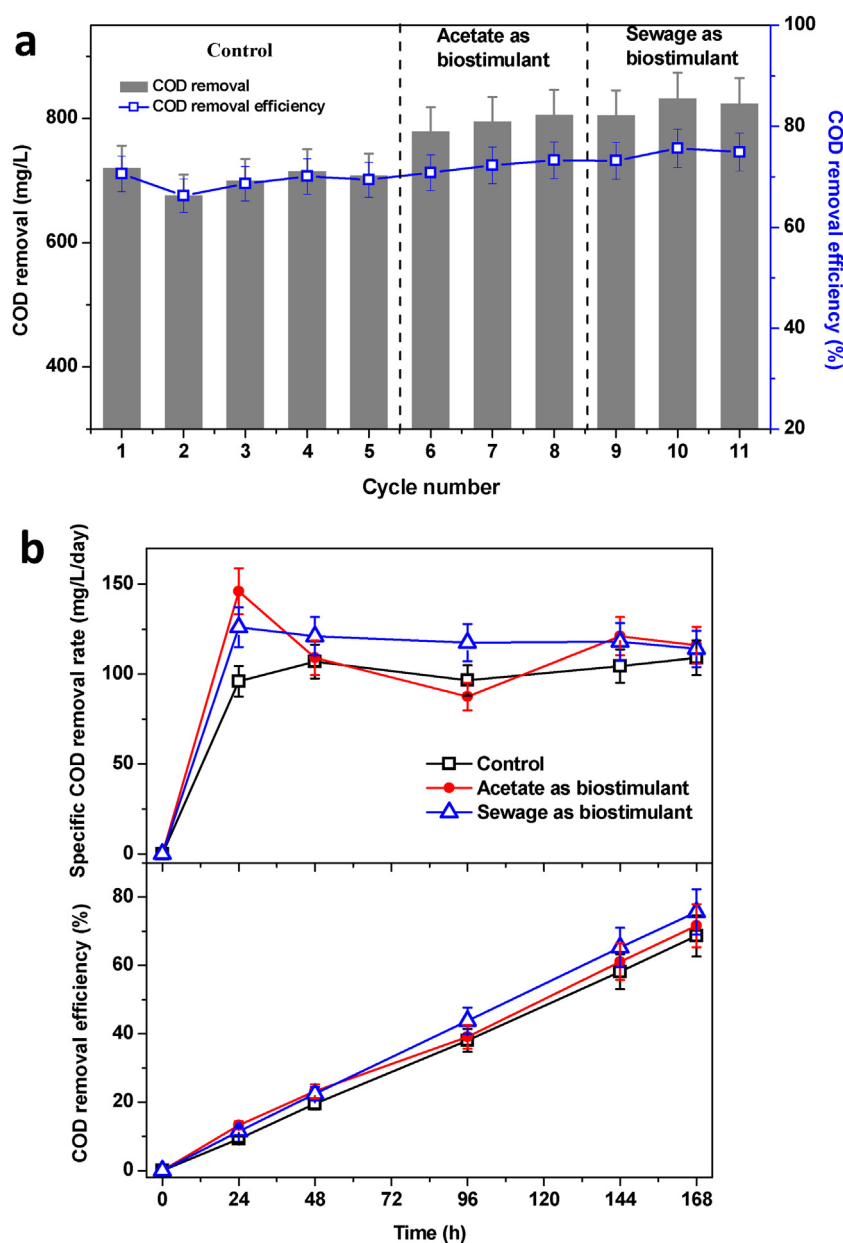 a
Control
Acetate as
biostimulant
Sewage as
biostimulant
COD removal
COD removal efficiency
COD removal (mg/L)
800
600
400
100
80
60
40
20
COD removal efficiency (%)
1 2 3 4 5 6 7 8 9 10 11
Cycle number
b
Specific COD removal rate (mg/L/day)
150
100
50
0
Control
Acetate as biostimulant
Sewage as biostimulant
COD removal efficiency (%)
80
60
40
20
0
0 24 48 72 96 120 144 168
Time (h)